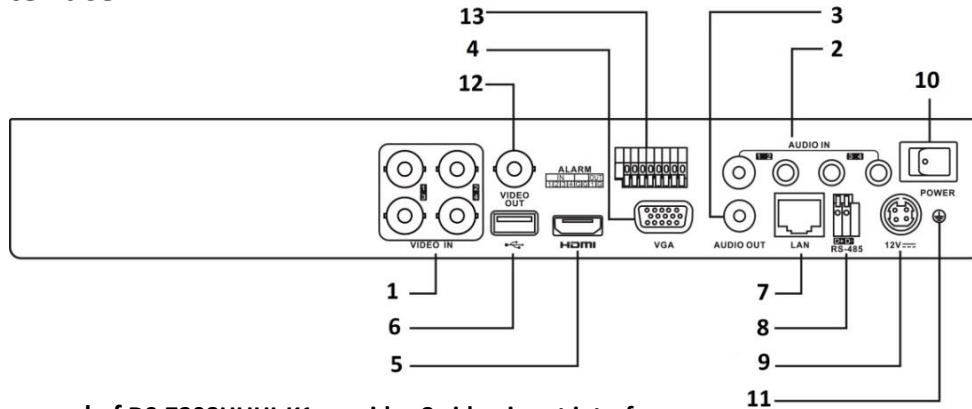 13
3
4
2
12
10
AUDIO IN
1 2
3 4
ALARM
IN OUT
1 2 3 4 G G 1 G
VIDEO
OUT
POWER
VIDEO IN
HDMI
VGA
AUDIO OUT
LAN
D+ D-
RS-485
12V
1
7
6
8
5
9
11